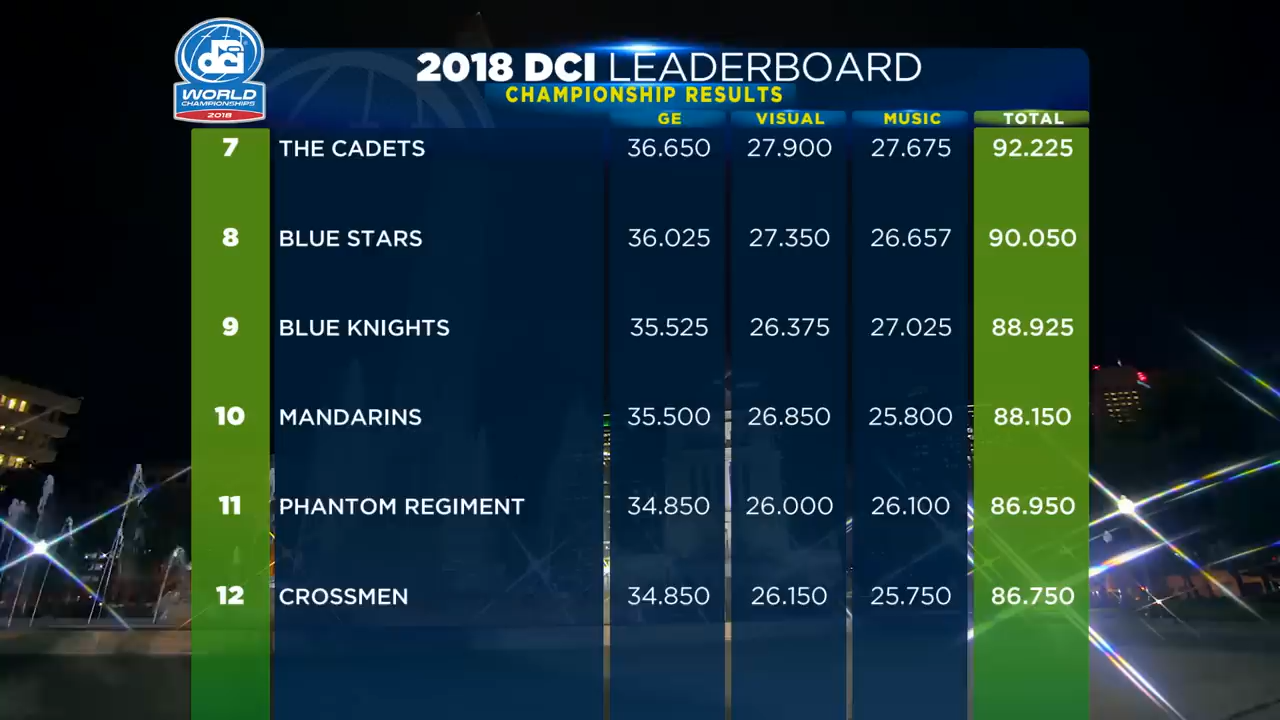 dci
WORLD
CHAMPIONSHIPS
2018
2018 DCI LEADERBOARD
CHAMPIONSHIP RESULTS
GE VISUAL MUSIC TOTAL
7 THE CADETS 36.650 27.900 27.675 92.225
8 BLUE STARS 36.025 27.350 26.657 90.050
9 BLUE KNIGHTS 35.525 26.375 27.025 88.925
10 MANDARINS 35.500 26.850 25.800 88.150
11 PHANTOM REGIMENT 34.850 26.000 26.100 86.950
12 CROSSMEN 34.850 26.150 25.750 86.750